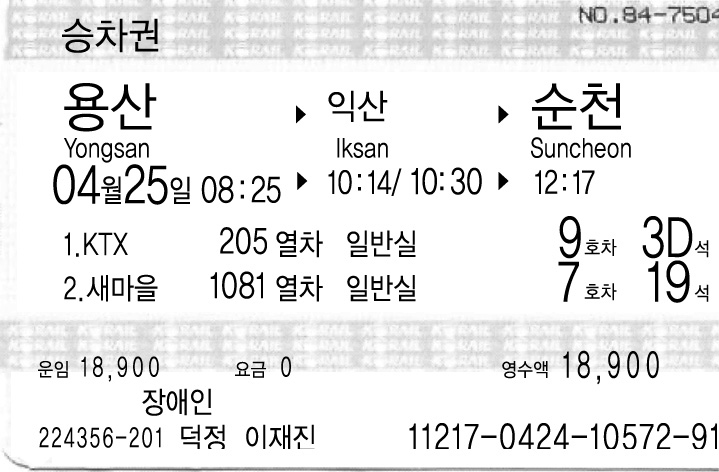 NO.84-7504
승차권
용산 ▶ 익산 ▶ 순천
Yongsan Iksan Suncheon
04월25일 08:25 ▶ 10:14/ 10:30 ▶ 12:17
1.KTX 205 열차 일반실 9호차 3D석
2.새마을 1081 열차 일반실 7호차 19석
운임 18,900 요금 0 영수액 18,900
장애인
224356-201 덕정 이재진 11217-0424-10572-91